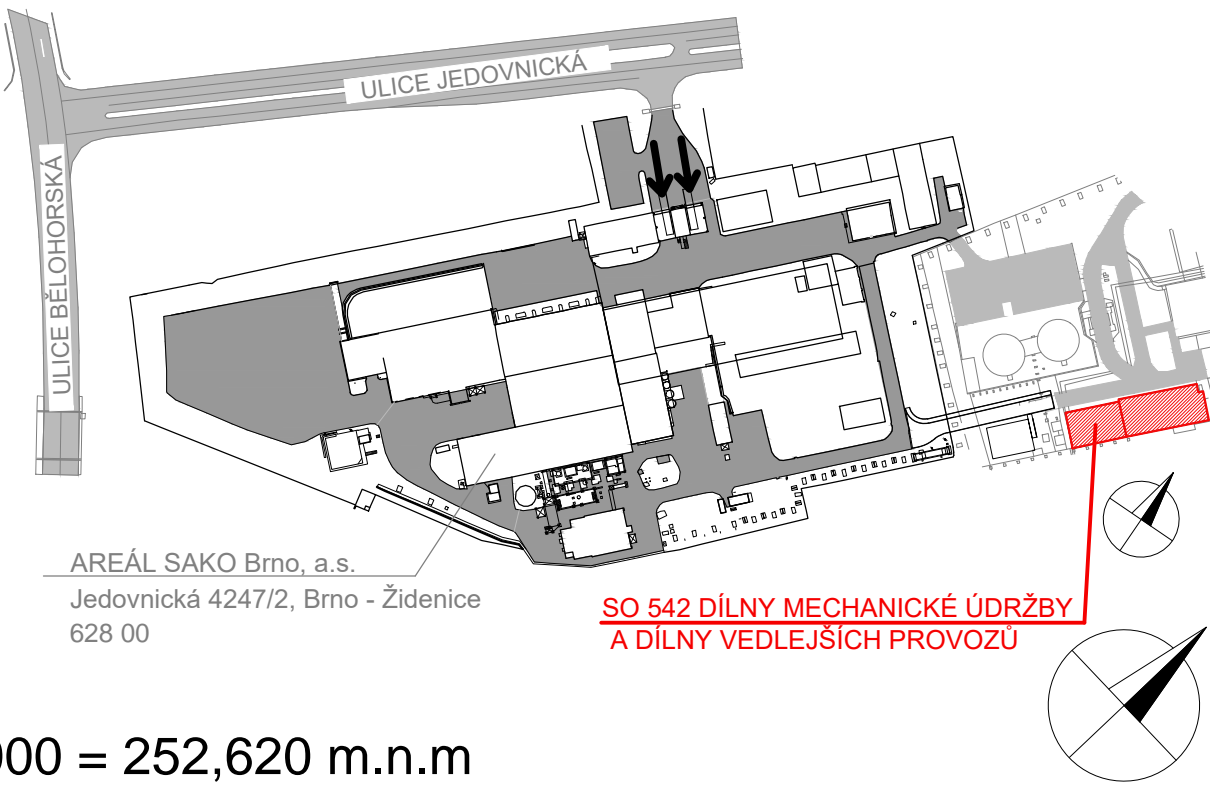 ULICE JEDOVNICKÁ
ULICE BĚLOHORSKÁ
AREÁL SAKO Brno, a.s.
Jedovnická 4247/2, Brno - Židenice
628 00
SO 542 DÍLNY MECHANICKÉ ÚDRŽBY
A DÍLNY VEDLEJŠÍCH PROVOZŮ
000 = 252,620 m.n.m